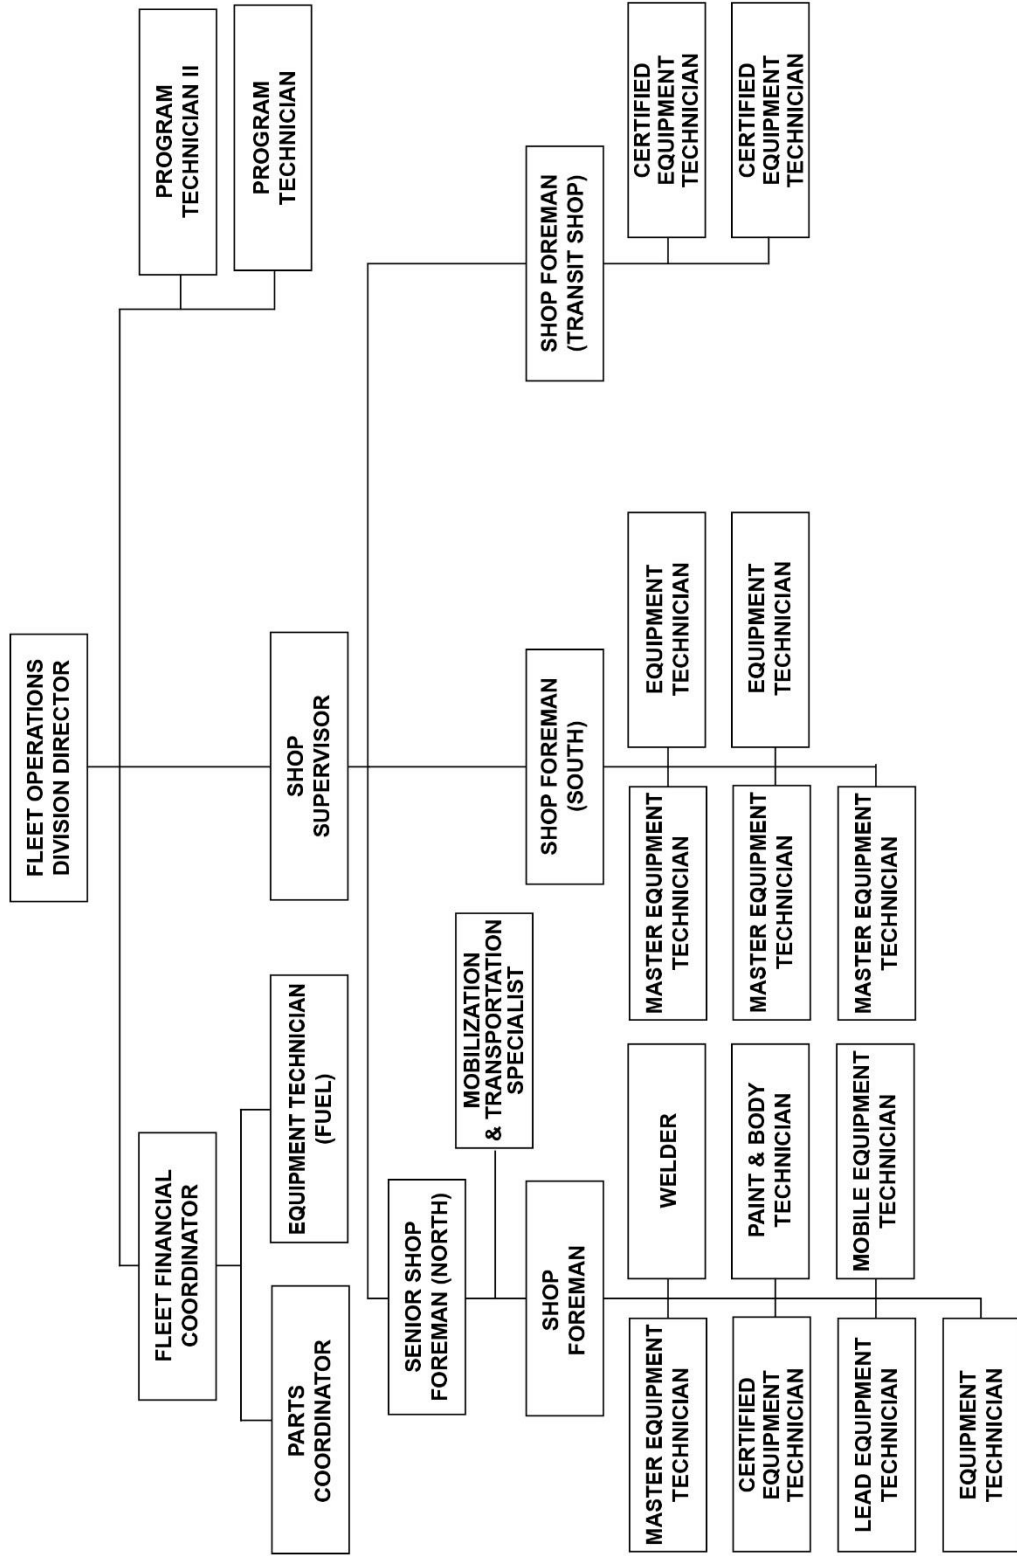 FLEET OPERATIONS
DIVISION DIRECTOR
FLEET FINANCIAL
COORDINATOR
PROGRAM
TECHNICIAN II
PROGRAM
TECHNICIAN
PARTS
COORDINATOR
EQUIPMENT TECHNICIAN
(FUEL)
SHOP
SUPERVISOR
SENIOR SHOP
FOREMAN (NORTH)
MOBILIZATION
& TRANSPORTATION
SPECIALIST
SHOP
FOREMAN
SHOP FOREMAN
(SOUTH)
SHOP FOREMAN
(TRANSIT SHOP)
MASTER EQUIPMENT
TECHNICIAN
WELDER
MASTER EQUIPMENT
TECHNICIAN
EQUIPMENT
TECHNICIAN
CERTIFIED
EQUIPMENT
TECHNICIAN
CERTIFIED
EQUIPMENT
TECHNICIAN
PAINT & BODY
TECHNICIAN
MASTER EQUIPMENT
TECHNICIAN
EQUIPMENT
TECHNICIAN
CERTIFIED
EQUIPMENT
TECHNICIAN
LEAD EQUIPMENT
TECHNICIAN
MOBILE EQUIPMENT
TECHNICIAN
MASTER EQUIPMENT
TECHNICIAN
EQUIPMENT
TECHNICIAN